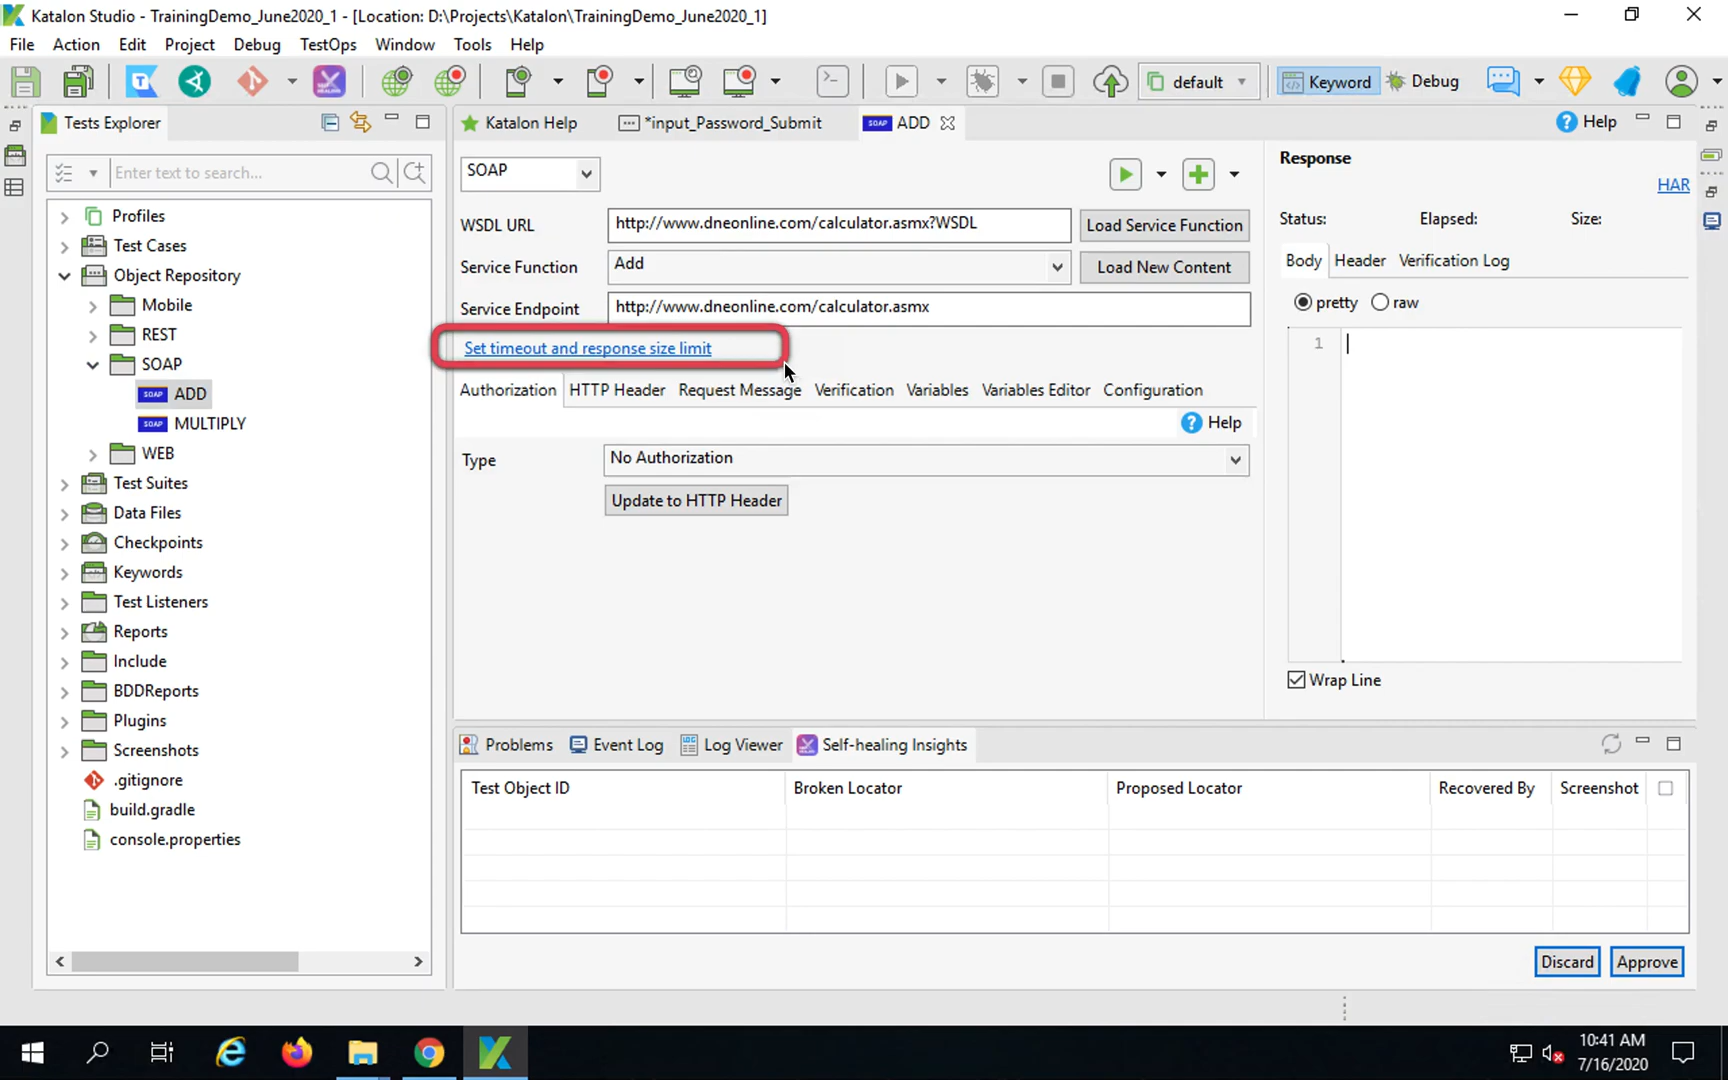 Katalon Studio - TrainingDemo_June2020_1 - [Location: D:\Projects\Katalon\TrainingDemo_June2020_1]
File Action Edit Project Debug TestOps Window Tools Help
default Keyword Debug
Tests Explorer
Enter text to search...
Profiles
Test Cases
Object Repository
Mobile
REST
SOAP
SOAP ADD
SOAP MULTIPLY
WEB
Test Suites
Data Files
Checkpoints
Keywords
Test Listeners
Reports
Include
BDDReports
Plugins
Screenshots
.gitignore
build.gradle
console.properties
Katalon Help *input_Password_Submit SOAP ADD Help
SOAP
WSDL URL http://www.dneonline.com/calculator.asmx?WSDL Load Service Function
Service Function Add Load New Content
Service Endpoint http://www.dneonline.com/calculator.asmx
Set timeout and response size limit
Authorization HTTP Header Request Message Verification Variables Variables Editor Configuration
Help
Type No Authorization
Update to HTTP Header
Response
HAR
Status: Elapsed: Size:
Body Header Verification Log
pretty raw
1
Wrap Line
Problems Event Log LOG Log Viewer Self-healing Insights
Test Object ID Broken Locator Proposed Locator Recovered By Screenshot
Discard Approve
10:41 AM
7/16/2020